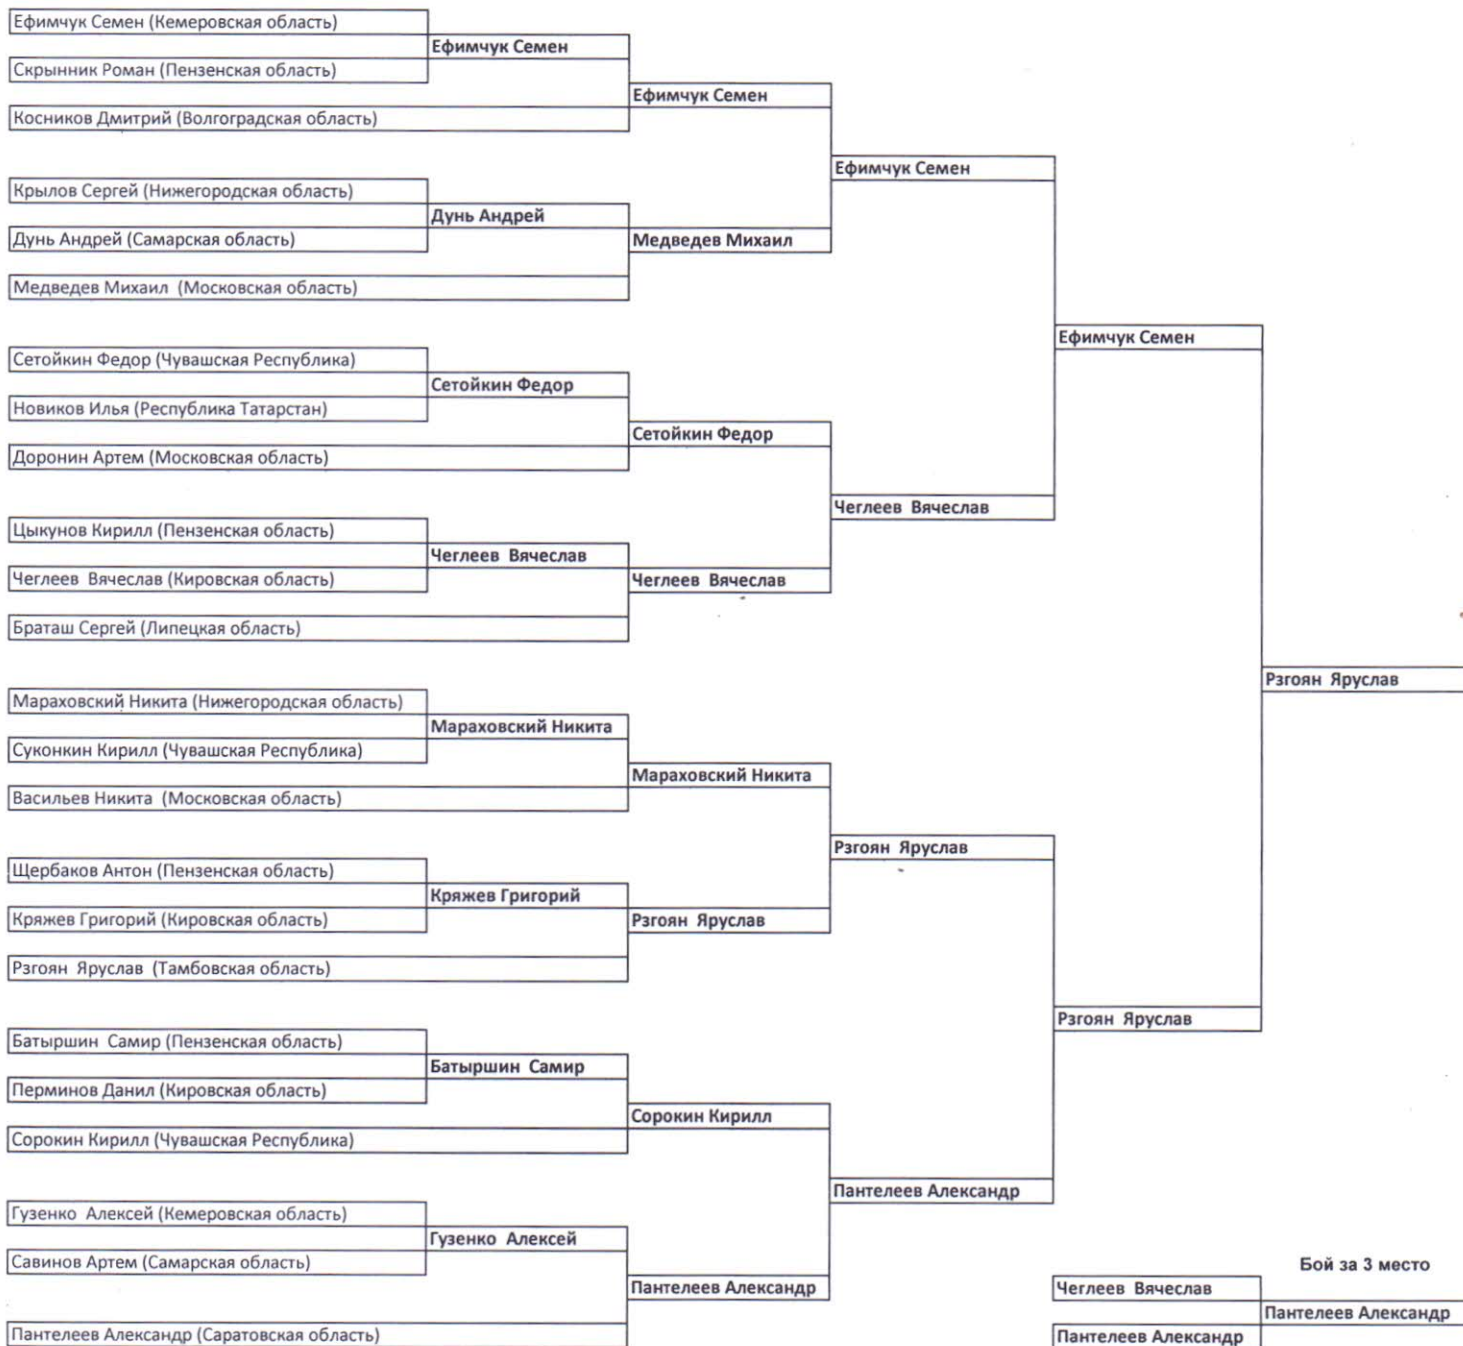 Ефимчук Семен (Кемеровская область)
Ефимчук Семен
Скрынник Роман (Пензенская область)
Ефимчук Семен
Косников Дмитрий (Волгоградская область)
Ефимчук Семен
Крылов Сергей (Нижегородская область)
Дунь Андрей
Дунь Андрей (Самарская область)
Медведев Михаил
Медведев Михаил (Московская область)
Ефимчук Семен
Сетойкин Федор (Чувашская Республика)
Сетойкин Федор
Новиков Илья (Республика Татарстан)
Сетойкин Федор
Доронин Артем (Московская область)
Чеглеев Вячеслав
Цыкунов Кирилл (Пензенская область)
Чеглеев Вячеслав
Чеглеев Вячеслав (Кировская область)
Чеглеев Вячеслав
Браташ Сергей (Липецкая область)
Рзгоян Яруслав
Мараховский Никита (Нижегородская область)
Мараховский Никита
Суконкин Кирилл (Чувашская Республика)
Мараховский Никита
Васильев Никита (Московская область)
Рзгоян Яруслав
Щербаков Антон (Пензенская область)
Кряжев Григорий
Кряжев Григорий (Кировская область)
Рзгоян Яруслав
Рзгоян Яруслав (Тамбовская область)
Рзгоян Яруслав
Батыршин Самир (Пензенская область)
Батыршин Самир
Перминов Данил (Кировская область)
Сорокин Кирилл
Сорокин Кирилл (Чувашская Республика)
Пантелеев Александр
Гузенко Алексей (Кемеровская область)
Гузенко Алексей
Савинов Артем (Самарская область)
Бой за 3 место
Пантелеев Александр
Чеглеев Вячеслав
Пантелеев Александр
Пантелеев Александр (Саратовская область)
Пантелеев Александр